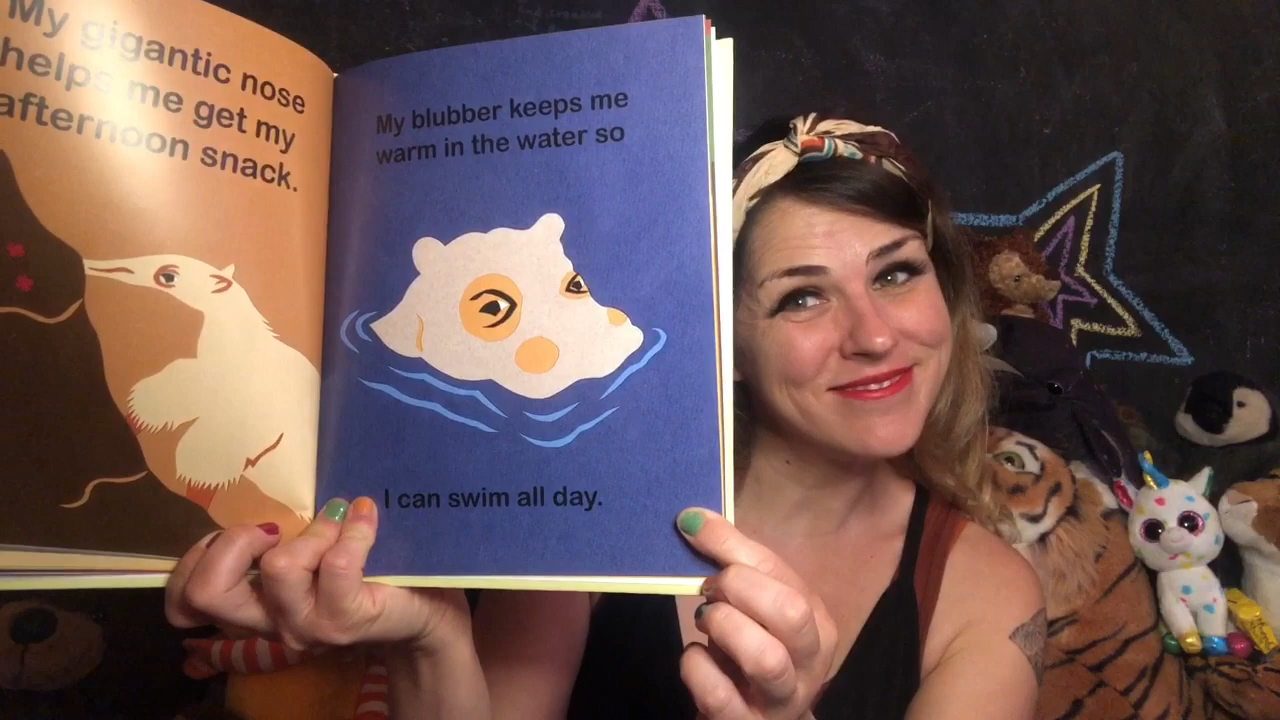 My gigantic nose
helps me get my
afternoon snack.
My blubber keeps me
warm in the water so
I can swim all day.